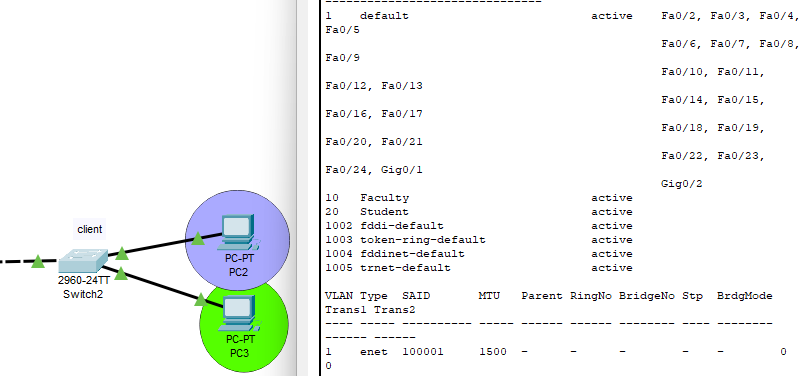 client
2960-24TT
Switch2
PC-PT
PC2
PC-PT
PC3
-------------------------------
1    default                          active    Fa0/2, Fa0/3, Fa0/4,
Fa0/5
Fa0/6, Fa0/7, Fa0/8,
Fa0/9
Fa0/10, Fa0/11,
Fa0/12, Fa0/13
Fa0/14, Fa0/15,
Fa0/16, Fa0/17
Fa0/18, Fa0/19,
Fa0/20, Fa0/21
Fa0/22, Fa0/23,
Fa0/24, Gig0/1
Gig0/2
10   Faculty                          active
20   Student                          active
1002 fddi-default                     active
1003 token-ring-default               active
1004 fddinet-default                  active
1005 trnet-default                    active
VLAN Type  SAID       MTU   Parent RingNo BridgeNo Stp  BrdgMode
Trans1 Trans2
---- ----- ---------- ----- ------ ------ -------- ---- --------
------ ------
1    enet  100001     1500  -      -      -        -    -        0
0